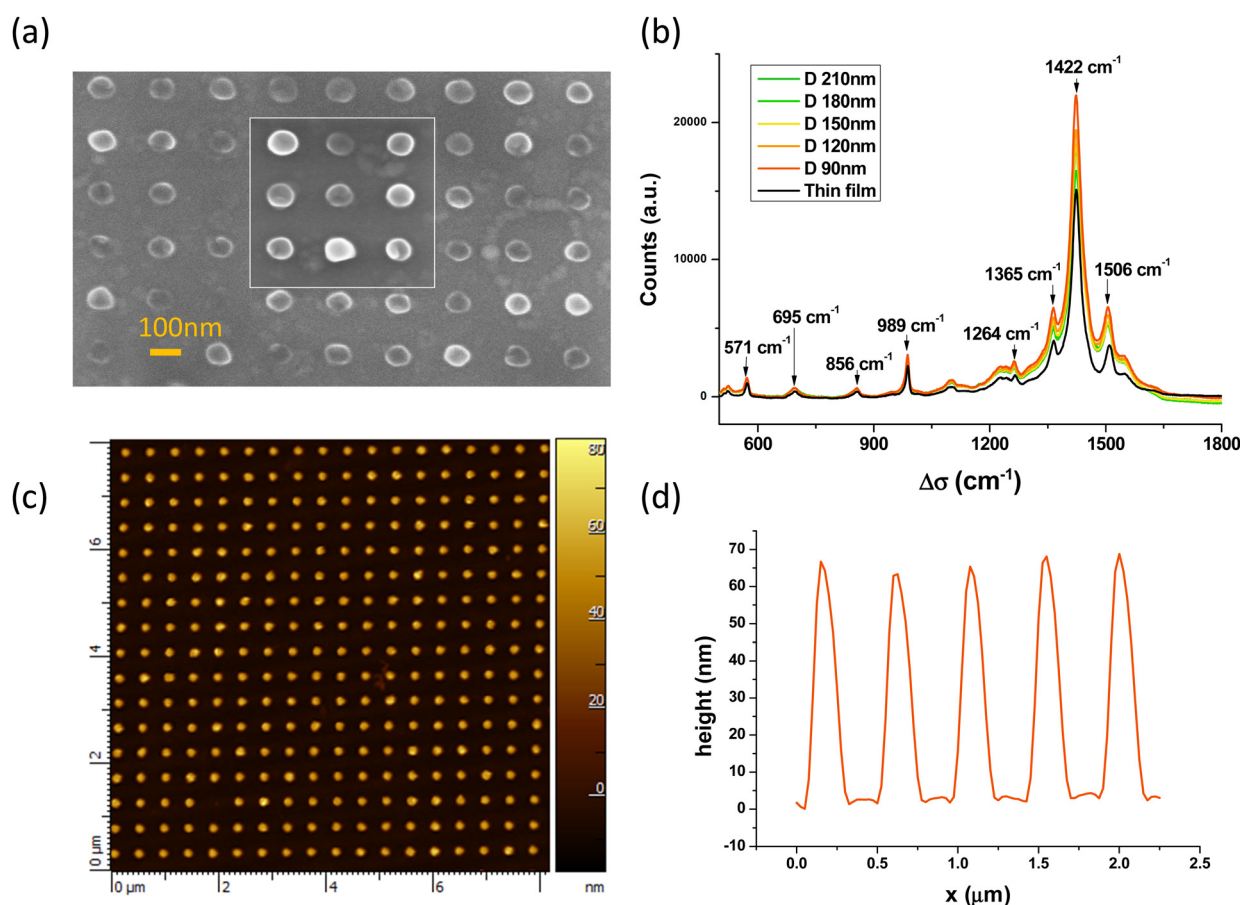 (a)
100nm
(b)
D 210nm
D 180nm
D 150nm
D 120nm
D 90nm
Thin film
1422 cm-1
1365 cm-1
1506 cm-1
1264 cm-1
989 cm-1
856 cm-1
695 cm-1
571 cm-1
20000
10000
0
Counts (a.u.)
600
900
1200
1500
1800
Δσ (cm-1)
(c)
80
60
40
20
0
nm
6
4
2
0 µm
0 µm
2
4
6
(d)
70
60
50
40
30
20
10
0
-10
height (nm)
0.0
0.5
1.0
1.5
2.0
2.5
x (µm)